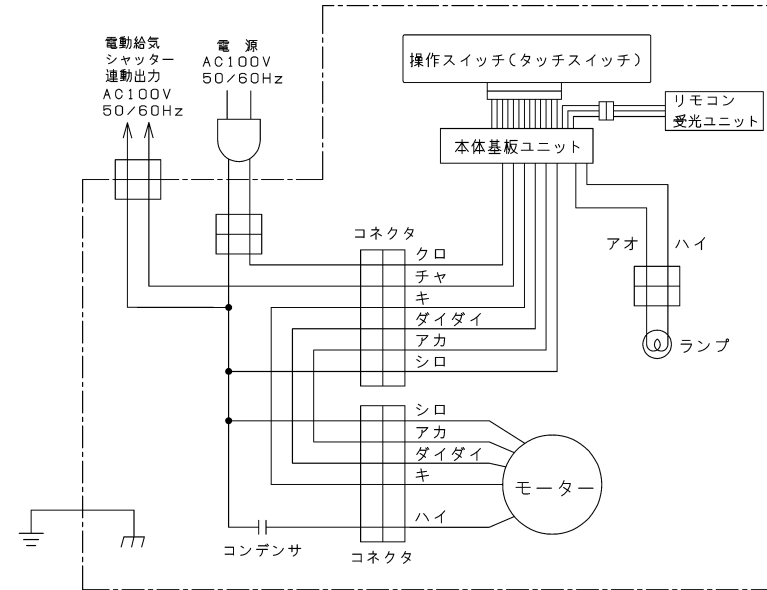 電動給気
シャッター
連動出力
AC100V
50/60Hz
電 源
AC100V
50/60Hz
操作スイッチ(タッチスイッチ)
リモコン
受光ユニット
本体基板ユニット
コネクタ
クロ
チャ
キ
ダイダイ
アカ
シロ
アオ
ハイ
ランプ
シロ
アカ
ダイダイ
キ
ハイ
モーター
コンデンサ
コネクタ